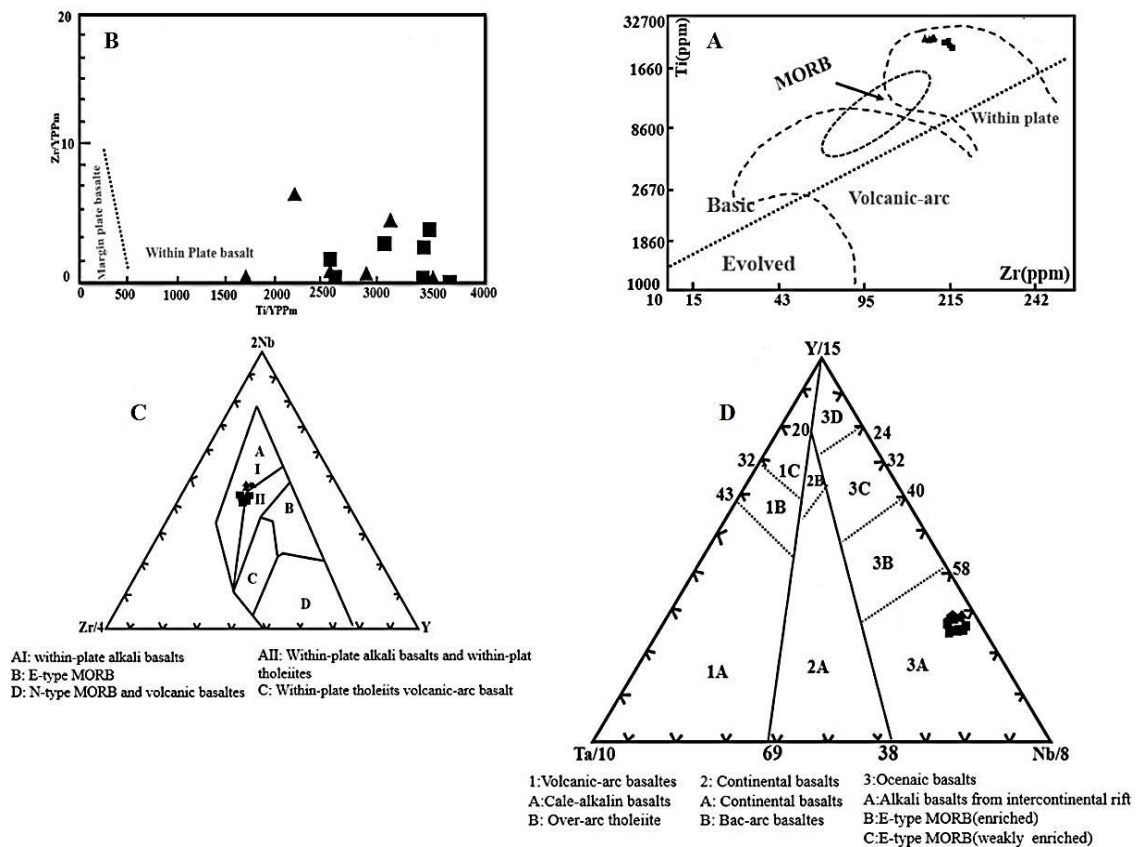 20
B
10
0
Zr/YPPm
Margin plate basalte
Within Plate basalt
0 500 1000 1500 2000 2500 3000 3500 4000
Ti/YPPm
32700
Ti(ppm)
A
1660
MORB
8600
Within plate
2670
Basic
Volcanic-arc
1860
Evolved
Zr(ppm)
1000
10 15 43 95 215 242
2Nb
C
A
I
II
B
C
D
Zr/4
Y
AI: within-plate alkali basalts
B: E-type MORB
D: N-type MORB and volcanic basaltes
AII: Within-plate alkali basalts and within-plat
tholeiites
C: Within-plate tholeiits volcanic-arc basalt
Y/15
D
3D
20
24
32
1C
32
2B
3C
43
40
1B
3B
58
1A
2A
3A
Ta/10
69
38
Nb/8
1:Volcanic-arc basaltes
A:Cale-alkalin basalts
B: Over-arc tholeiite
2: Continental basalts
A: Continental basalts
B: Bac-arc basaltes
3:Ocenaic basalts
A:Alkali basalts from intercontinental rift
B:E-type MORB(enriched)
C:E-type MORB(weakly enriched)